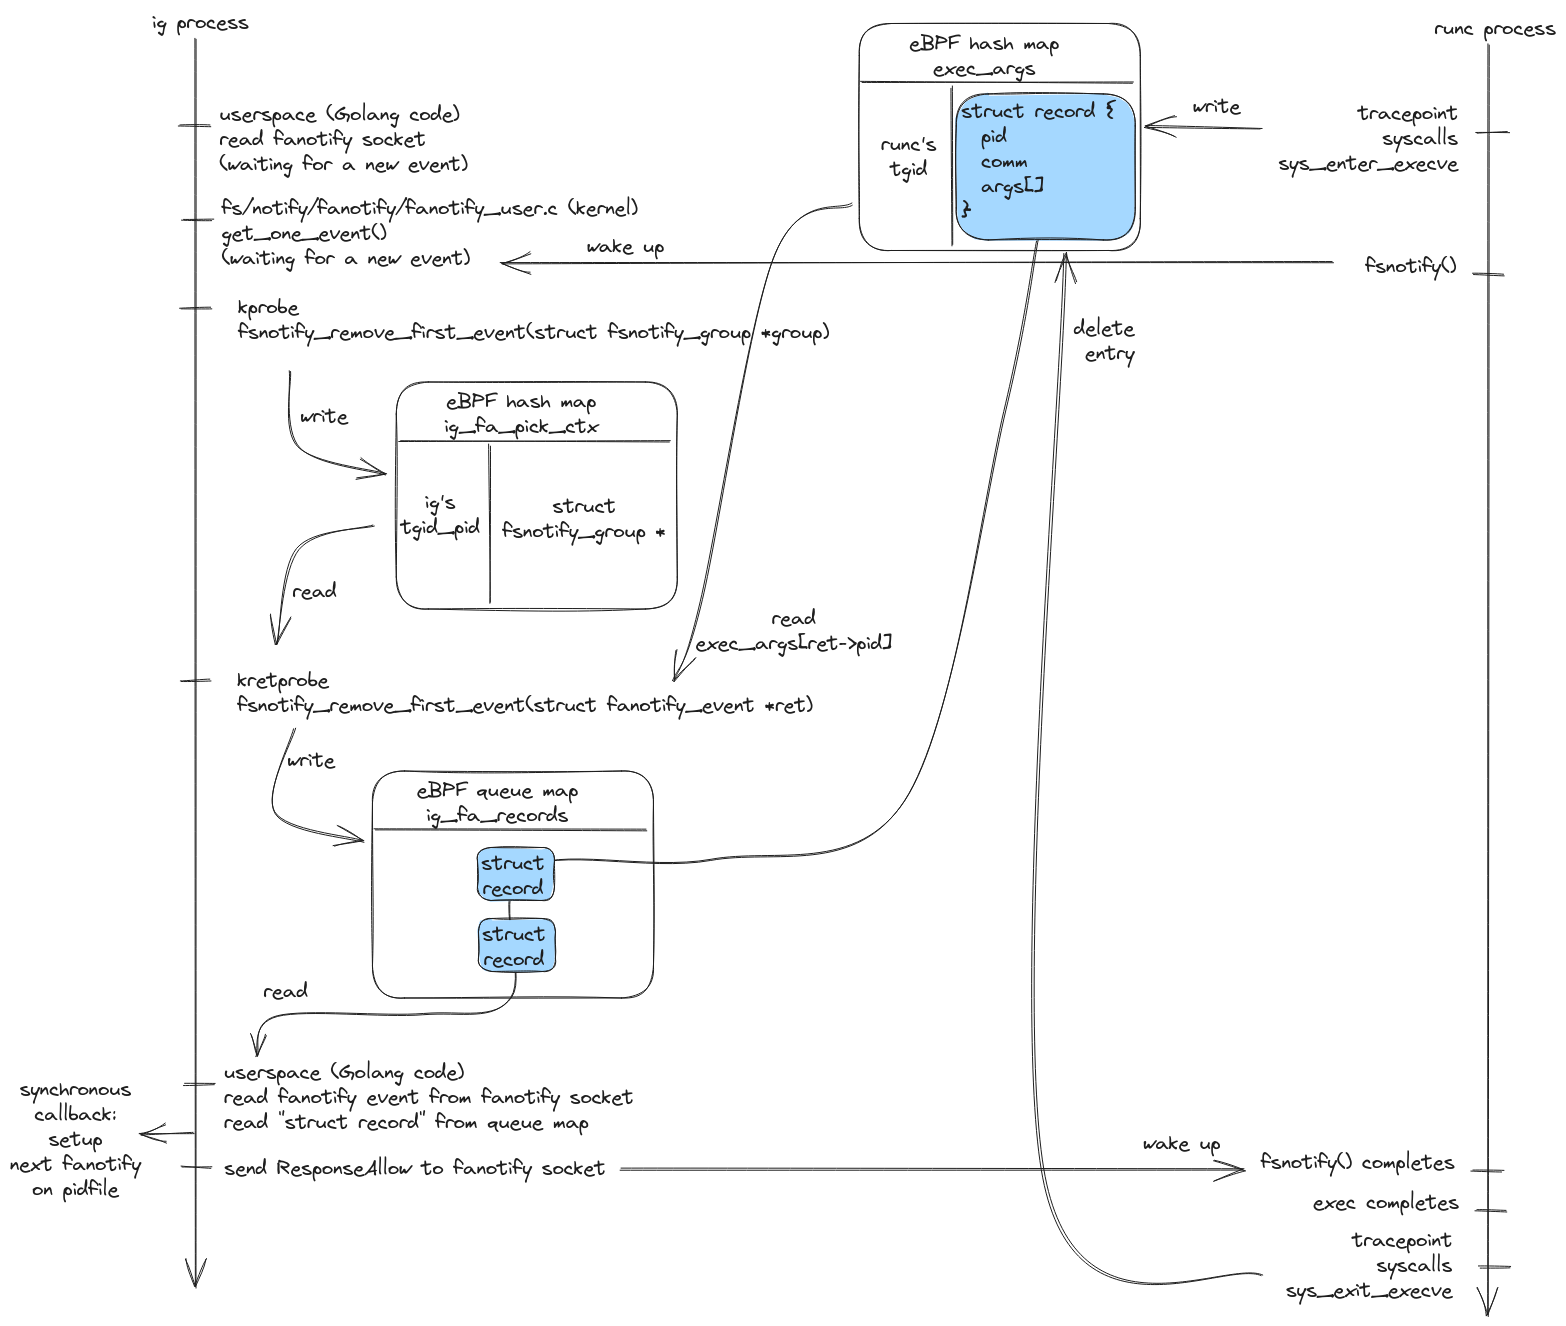 ig process
runc process
eBPF hash map
exec_args
runc's
tgid
struct record {
pid
comm
args[]
}
write
tracepoint
syscalls
sys_enter_execve
userspace (Golang code)
read fanotify socket
(waiting for a new event)
fs/notify/fanotify/fanotify_user.c (kernel)
get_one_event()
(waiting for a new event)
wake up
fsnotify()
kprobe
fsnotify_remove_first_event(struct fsnotify_group *group)
delete
entry
write
eBPF hash map
ig_fa_pick_ctx
ig's
tgid_pid
struct
fsnotify_group *
read
read
exec_args[ret->pid]
kretprobe
fsnotify_remove_first_event(struct fanotify_event *ret)
write
eBPF queue map
ig_fa_records
struct
record
struct
record
read
userspace (Golang code)
read fanotify event from fanotify socket
read "struct record" from queue map
synchronous
callback:
setup
next fanotify
on pidfile
send ResponseAllow to fanotify socket
wake up
fsnotify() completes
exec completes
tracepoint
syscalls
sys_exit_execve